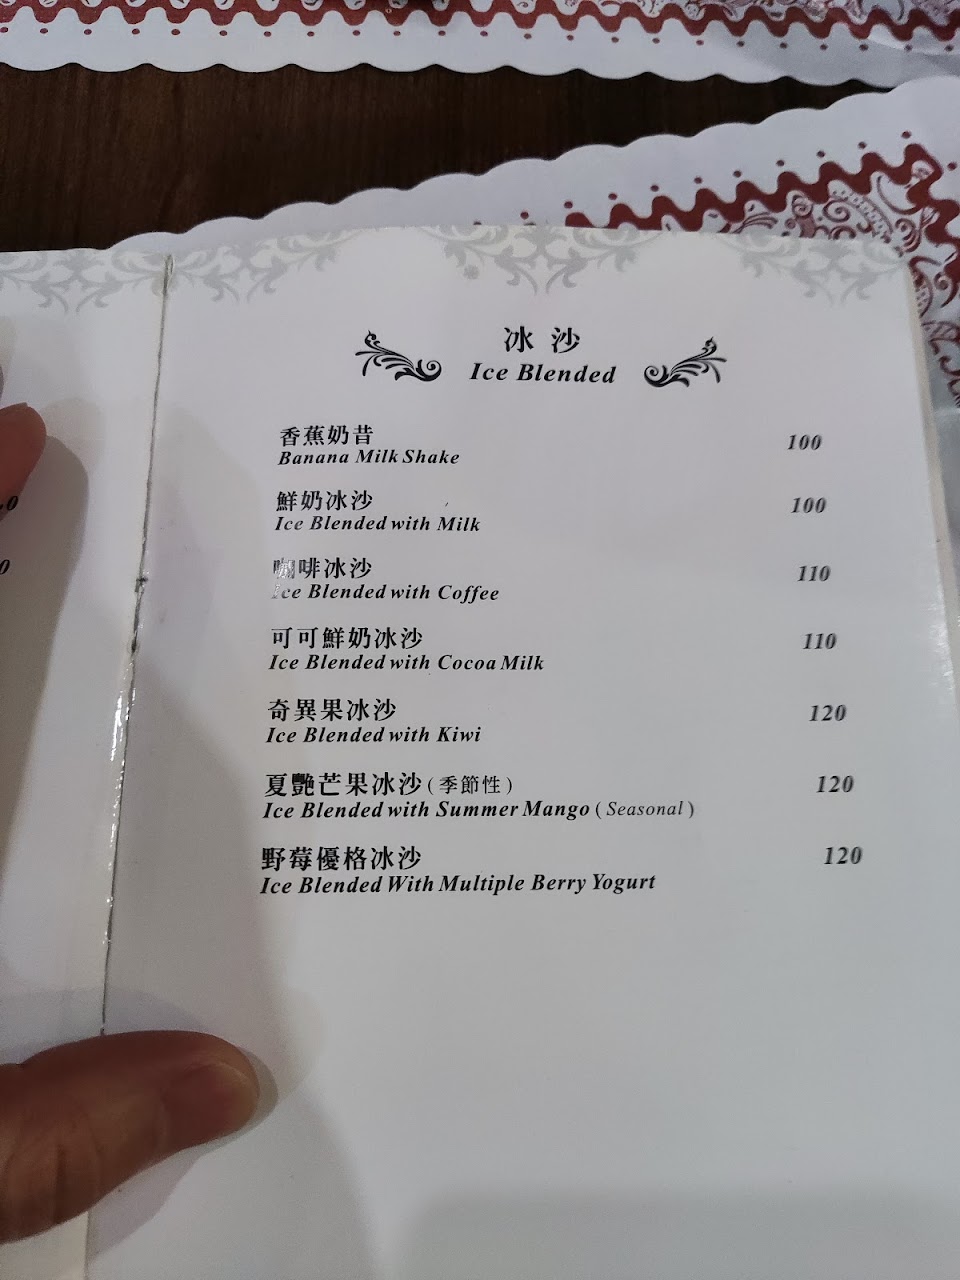 冰沙
Ice Blended
香蕉奶昔 100
Banana Milk Shake
鮮奶冰沙 100
Ice Blended with Milk
咖啡冰沙 110
Ice Blended with Coffee
可可鮮奶冰沙 110
Ice Blended with Cocoa Milk
奇異果冰沙 120
Ice Blended with Kiwi
夏艷芒果冰沙(季節性) 120
Ice Blended with Summer Mango (Seasonal)
野莓優格冰沙 120
Ice Blended With Multiple Berry Yogurt